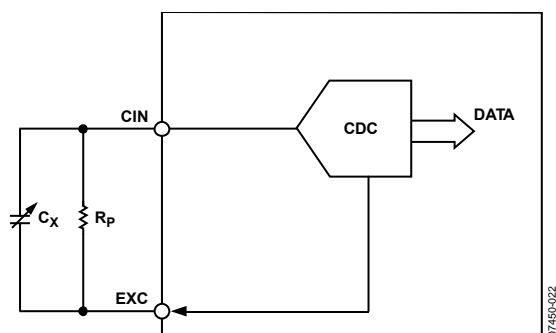 CIN
CDC
DATA
CX
RP
EXC
07450-022